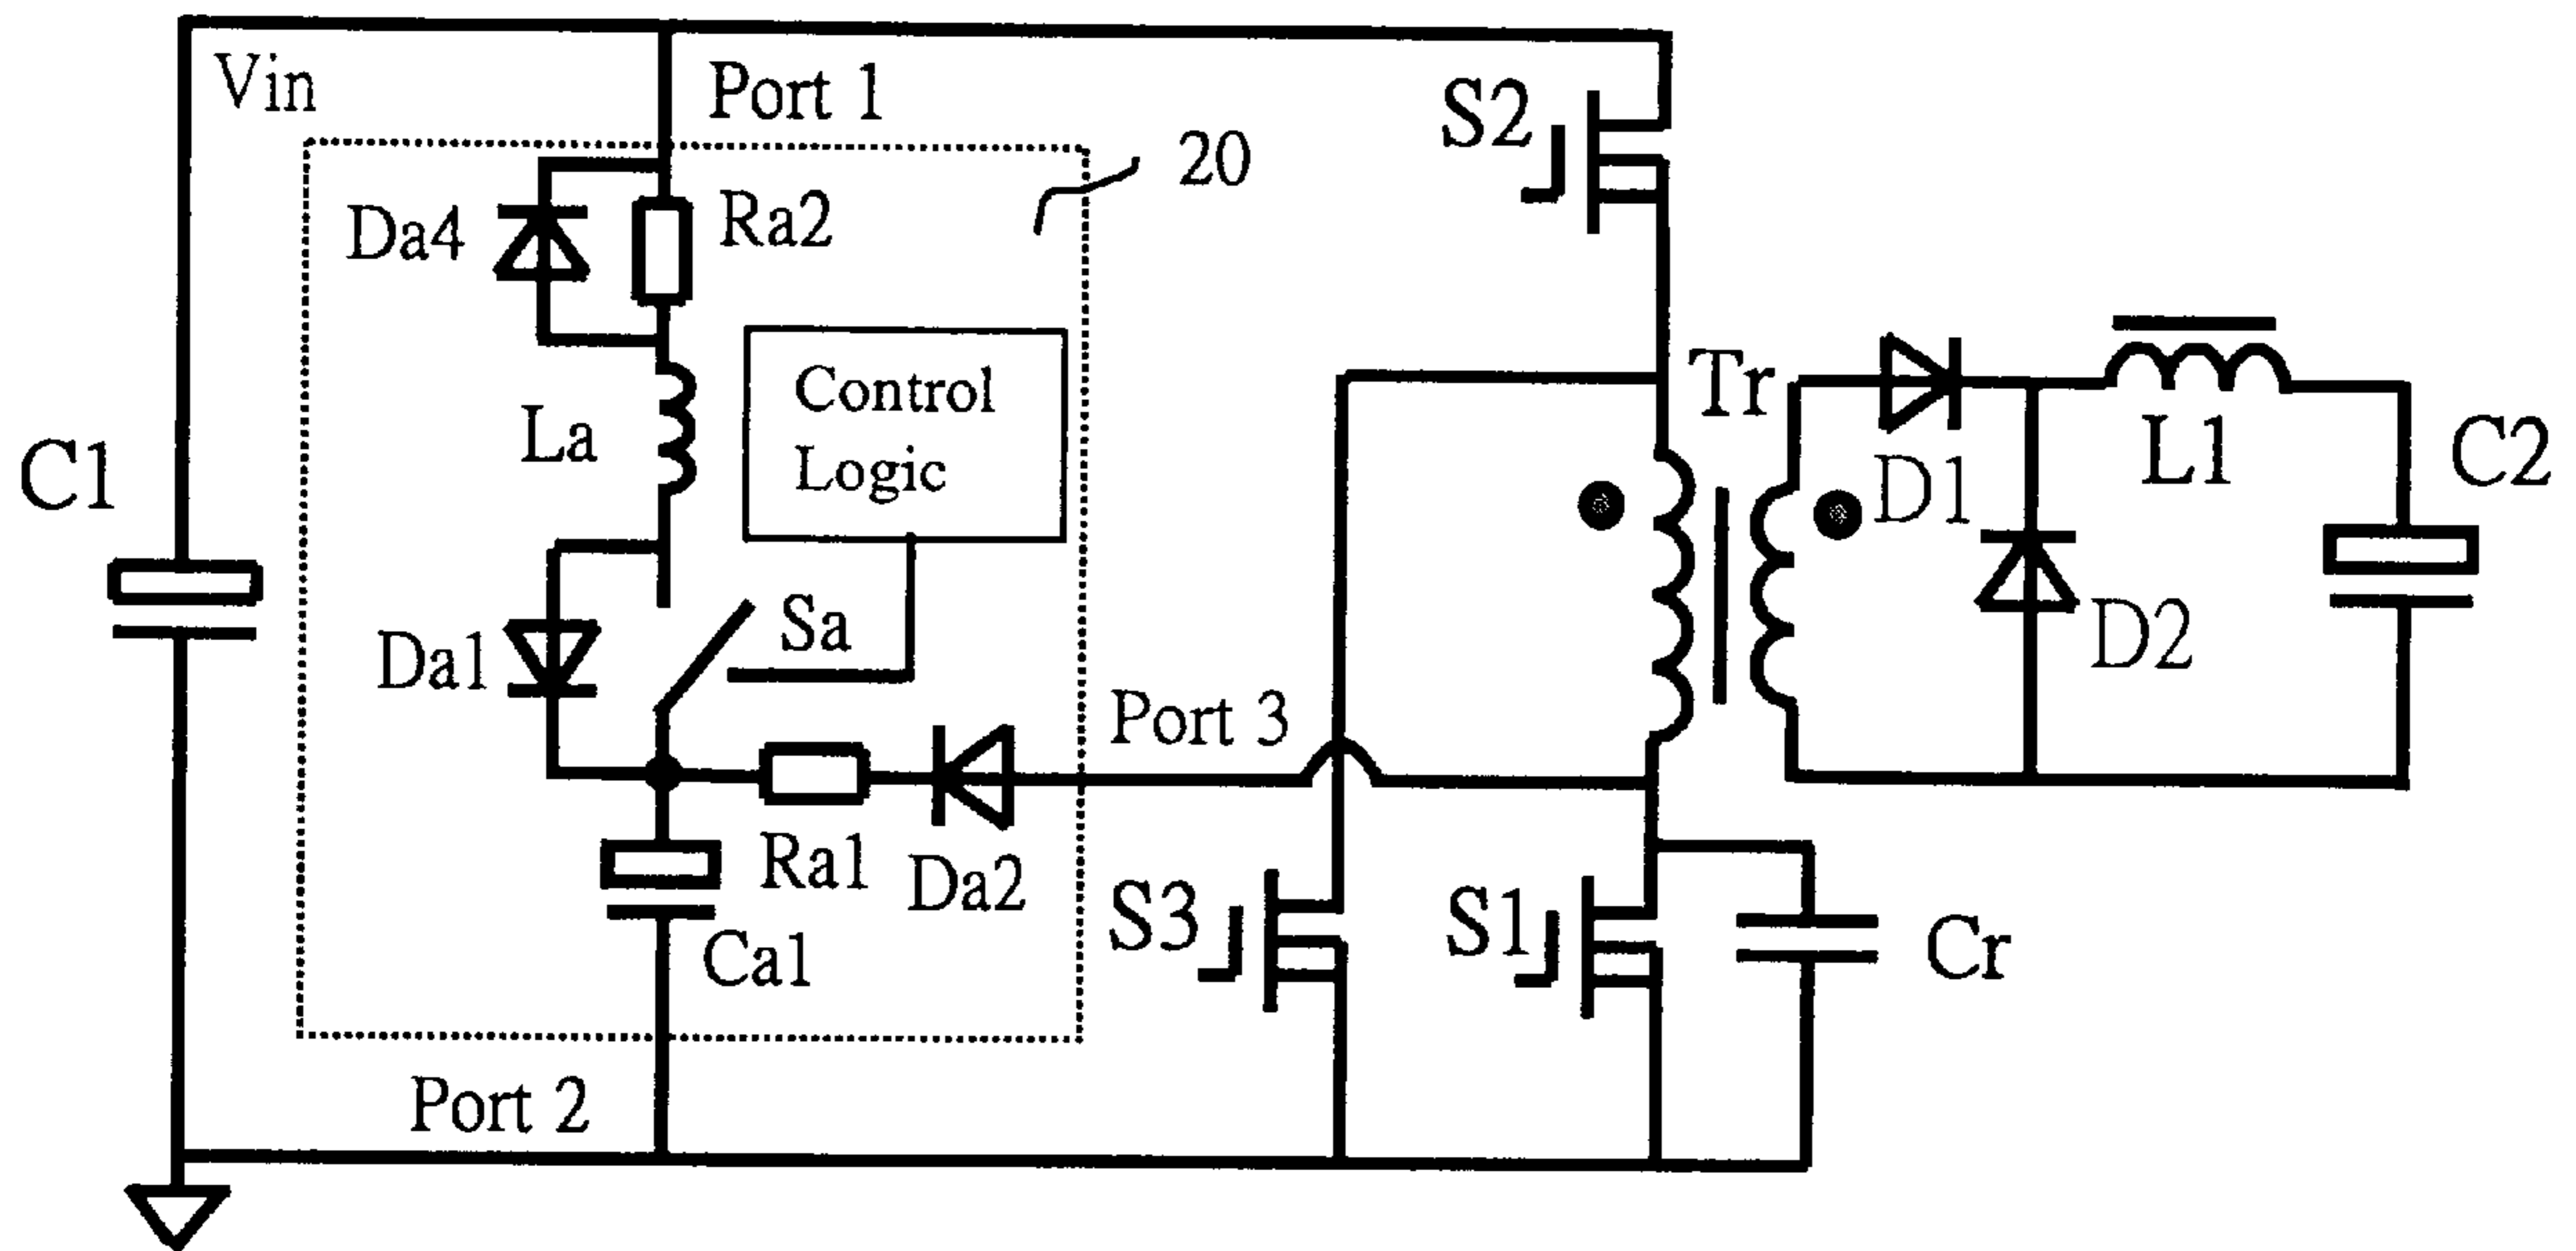 Vin
Port 1
S2
20
Da4
Ra2
Control
Logic
La
Tr
D1
L1
C2
C1
Sa
D2
Da1
Port 3
Ra1
Da2
S3
S1
Cr
Ca1
Port 2